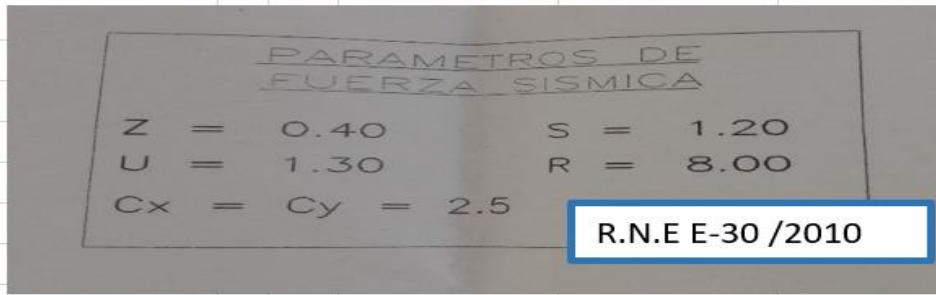 PARAMETROS DE
FUERZA SISMICA
Z = 0.40 S = 1.20
U = 1.30 R = 8.00
Cx = Cy = 2.5
R.N.E E-30 /2010